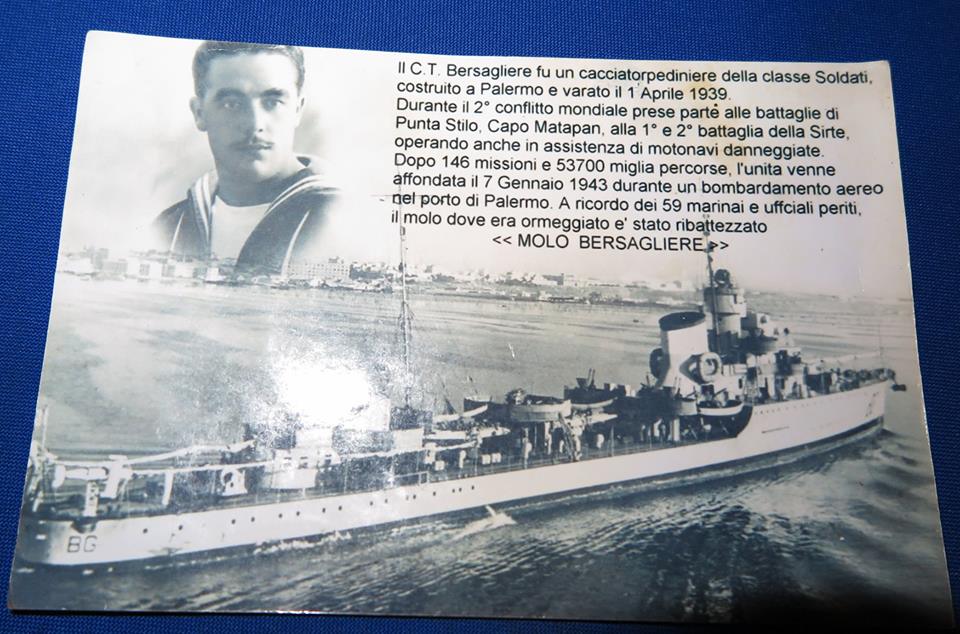 Il C.T. Bersagliere fu un cacciatorpediniere della classe Soldati,
costruito a Palermo e varato il 1 Aprile 1939.
Durante il 2° conflitto mondiale prese parte alle battaglie di
Punta Stilo, Capo Matapan, alla 1° e 2° battaglia della Sirte,
operando anche in assistenza di motonavi danneggiate.
Dopo 146 missioni e 53700 miglia percorse, l'unita venne
affondata il 7 Gennaio 1943 durante un bombardamento aereo
nel porto di Palermo. A ricordo dei 59 marinai e uffciali periti,
il molo dove era ormeggiato e' stato ribattezzato
<< MOLO BERSAGLIERE >>
BG